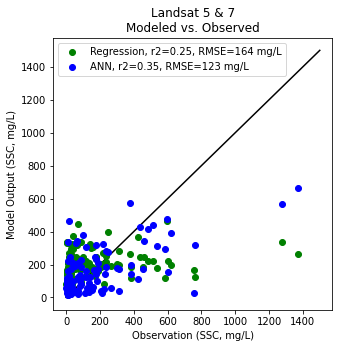 Landsat 5 & 7
Modeled vs. Observed
Regression, r2=0.25, RMSE=164 mg/L
ANN, r2=0.35, RMSE=123 mg/L
Model Output (SSC, mg/L)
1400
1200
1000
800
600
400
200
0
0 200 400 600 800 1000 1200 1400
Observation (SSC, mg/L)